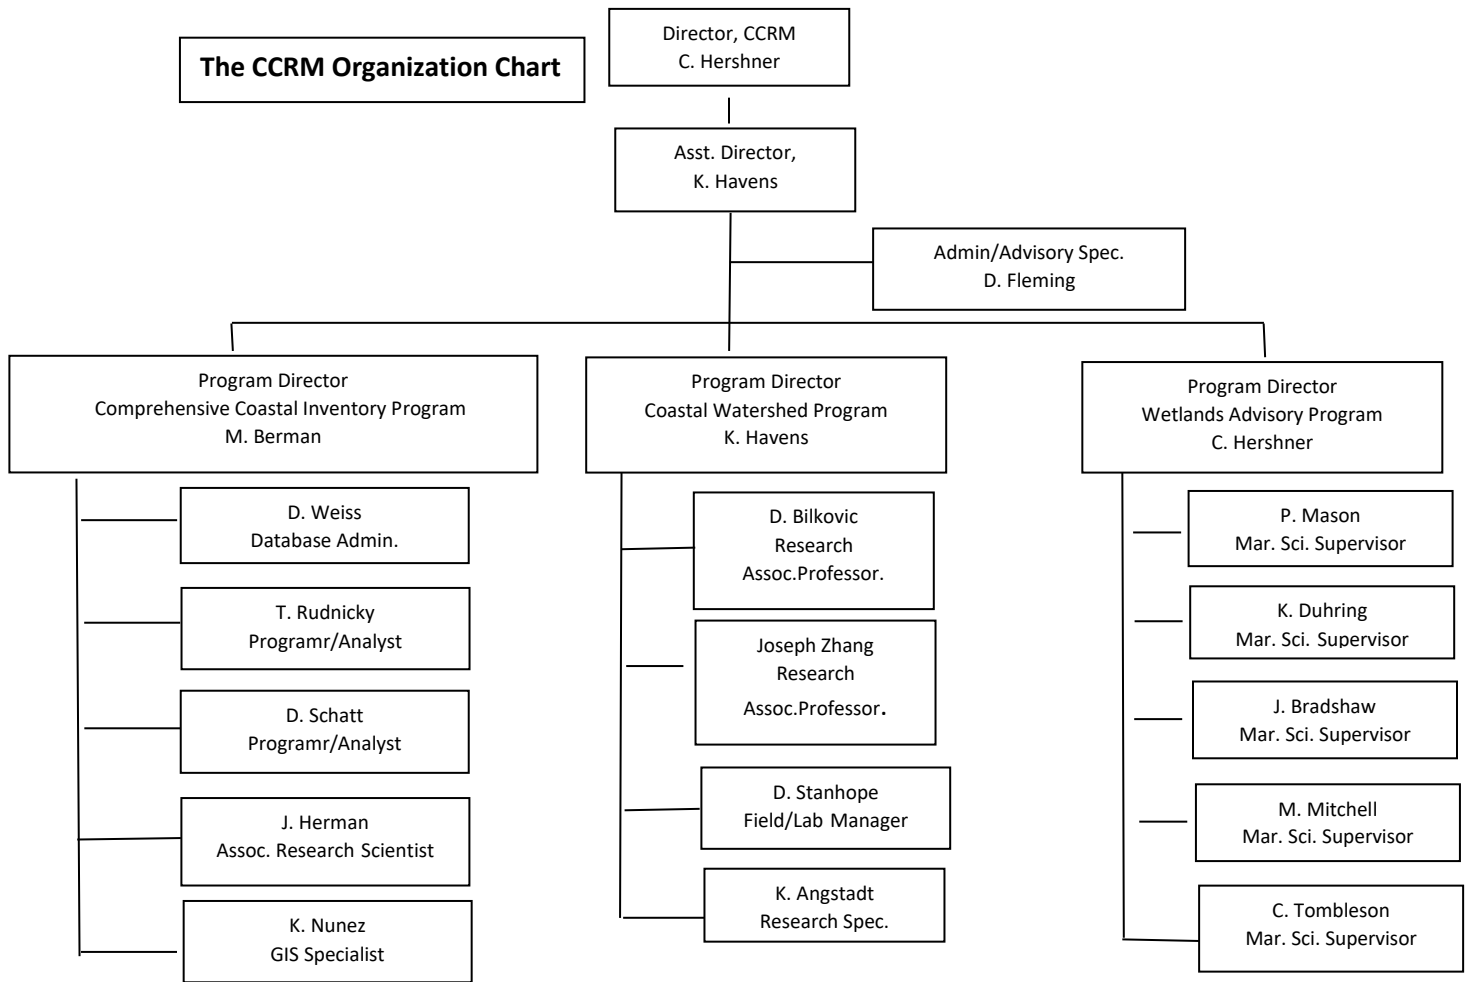 The CCRM Organization Chart
Director, CCRM
C. Hershner
Asst. Director,
K. Havens
Admin/Advisory Spec.
D. Fleming
Program Director
Comprehensive Coastal Inventory Program
M. Berman
D. Weiss
Database Admin.
T. Rudnicky
Programr/Analyst
D. Schatt
Programr/Analyst
J. Herman
Assoc. Research Scientist
K. Nunez
GIS Specialist
Program Director
Coastal Watershed Program
K. Havens
D. Bilkovic
Research
Assoc.Professor.
Joseph Zhang
Research
Assoc.Professor.
D. Stanhope
Field/Lab Manager
K. Angstadt
Research Spec.
Program Director
Wetlands Advisory Program
C. Hershner
P. Mason
Mar. Sci. Supervisor
K. Duhring
Mar. Sci. Supervisor
J. Bradshaw
Mar. Sci. Supervisor
M. Mitchell
Mar. Sci. Supervisor
C. Tombleson
Mar. Sci. Supervisor